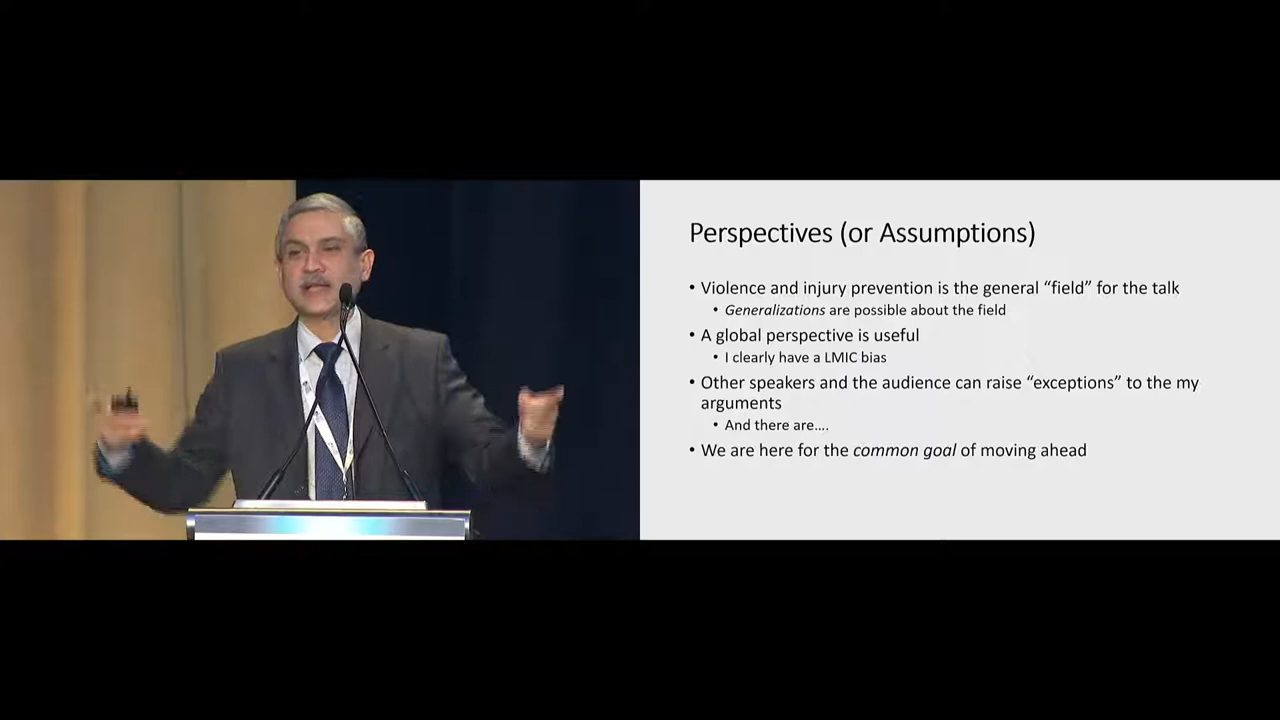 Perspectives (or Assumptions)
• Violence and injury prevention is the general “field” for the talk
• Generalizations are possible about the field
• A global perspective is useful
• I clearly have a LMIC bias
• Other speakers and the audience can raise “exceptions” to the my
arguments
• And there are....
• We are here for the common goal of moving ahead